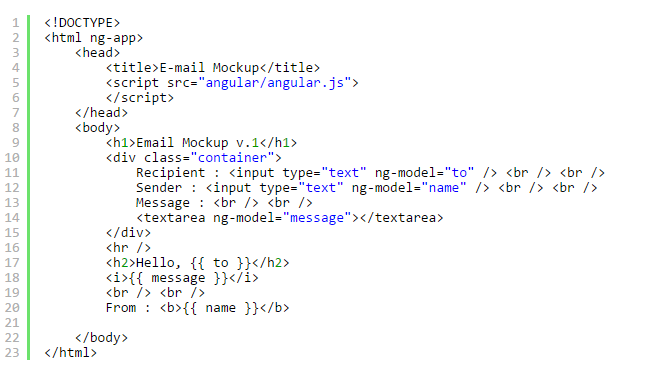 1 <!DOCTYPE>
2 <html ng-app>
3     <head>
4         <title>E-mail Mockup</title>
5         <script src="angular/angular.js">
6         </script>
7     </head>
8     <body>
9         <h1>Email Mockup v.1</h1>
10         <div class="container">
11             Recipient : <input type="text" ng-model="to" /> <br /> <br />
12             Sender : <input type="text" ng-model="name" /> <br /> <br />
13             Message : <br /> <br />
14             <textarea ng-model="message"></textarea>
15         </div>
16         <hr />
17         <h2>Hello, {{ to }}</h2>
18         <i>{{ message }}</i>
19         <br /> <br />
20         From : <b>{{ name }}</b>
21
22     </body>
23 </html>